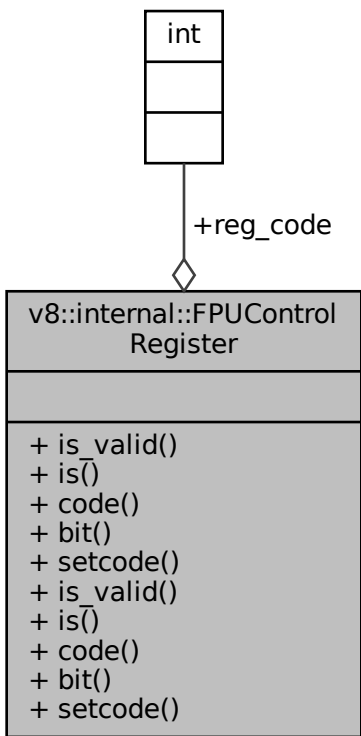 int
+reg_code
v8::internal::FPUControl
Register
+ is_valid()
+ is()
+ code()
+ bit()
+ setcode()
+ is_valid()
+ is()
+ code()
+ bit()
+ setcode()